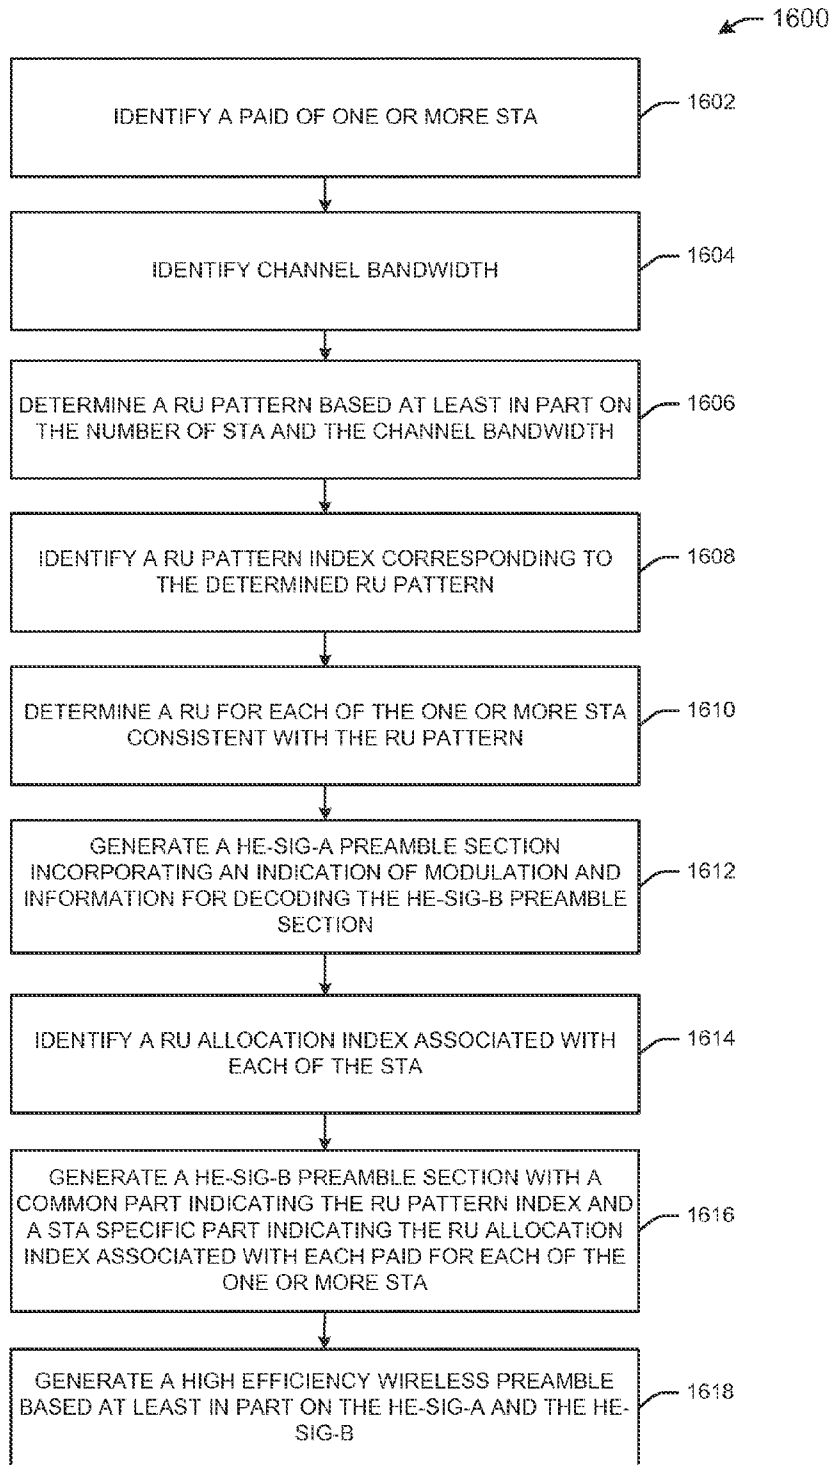 1600
IDENTIFY A PAID OF ONE OR MORE STA
1602
IDENTIFY CHANNEL BANDWIDTH
1604
DETERMINE A RU PATTERN BASED AT LEAST IN PART ON
THE NUMBER OF STA AND THE CHANNEL BANDWIDTH
1606
IDENTIFY A RU PATTERN INDEX CORRESPONDING TO
THE DETERMINED RU PATTERN
1608
DETERMINE A RU FOR EACH OF THE ONE OR MORE STA
CONSISTENT WITH THE RU PATTERN
1610
GENERATE A HE-SIG-A PREAMBLE SECTION
INCORPORATING AN INDICATION OF MODULATION AND
INFORMATION FOR DECODING THE HE-SIG-B PREAMBLE
SECTION
1612
IDENTIFY A RU ALLOCATION INDEX ASSOCIATED WITH
EACH OF THE STA
1614
GENERATE A HE-SIG-B PREAMBLE SECTION WITH A
COMMON PART INDICATING THE RU PATTERN INDEX AND
A STA SPECIFIC PART INDICATING THE RU ALLOCATION
INDEX ASSOCIATED WITH EACH PAID FOR EACH OF THE
ONE OR MORE STA
1616
GENERATE A HIGH EFFICIENCY WIRELESS PREAMBLE
BASED AT LEAST IN PART ON THE HE-SIG-A AND THE HE-
SIG-B
1618